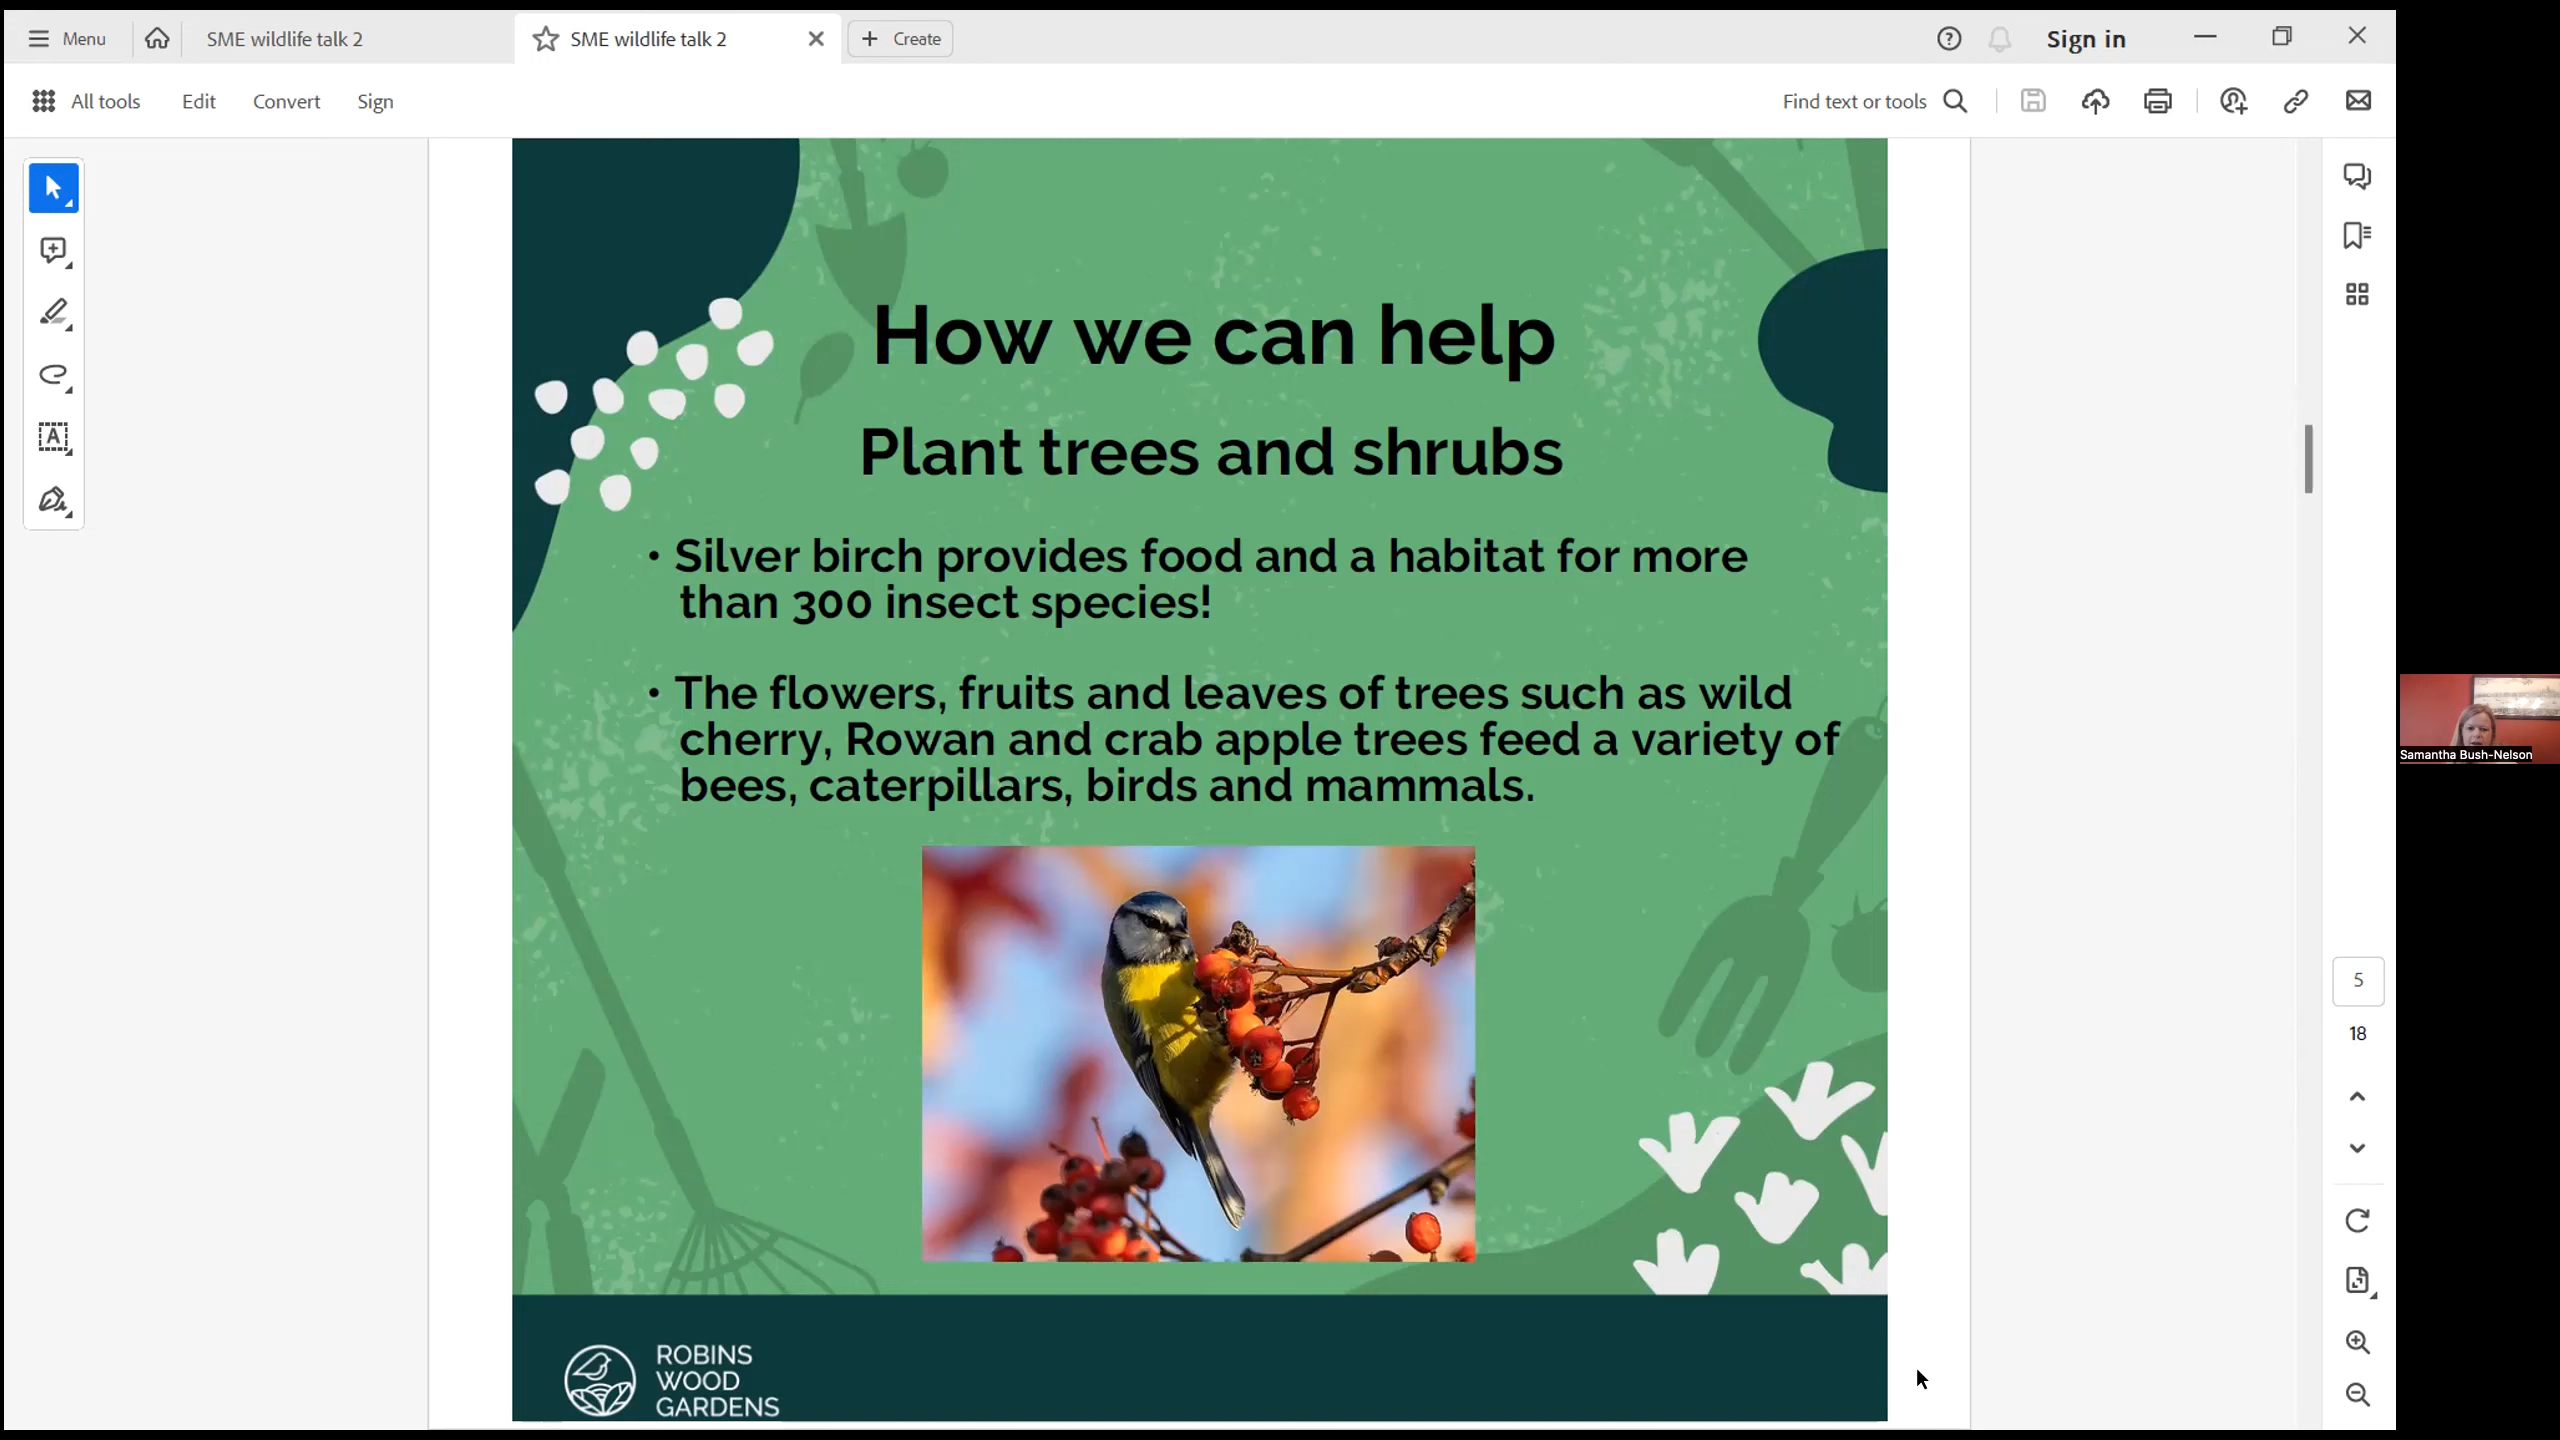 Menu
SME wildlife talk 2
SME wildlife talk 2
Create
Sign in
All tools
Edit
Convert
Sign
Find text or tools
How we can help
Plant trees and shrubs
• Silver birch provides food and a habitat for more
than 300 insect species!
• The flowers, fruits and leaves of trees such as wild
cherry, Rowan and crab apple trees feed a variety of
bees, caterpillars, birds and mammals.
Samantha Bush-Nelson
5
18
ROBINS
WOOD
GARDENS